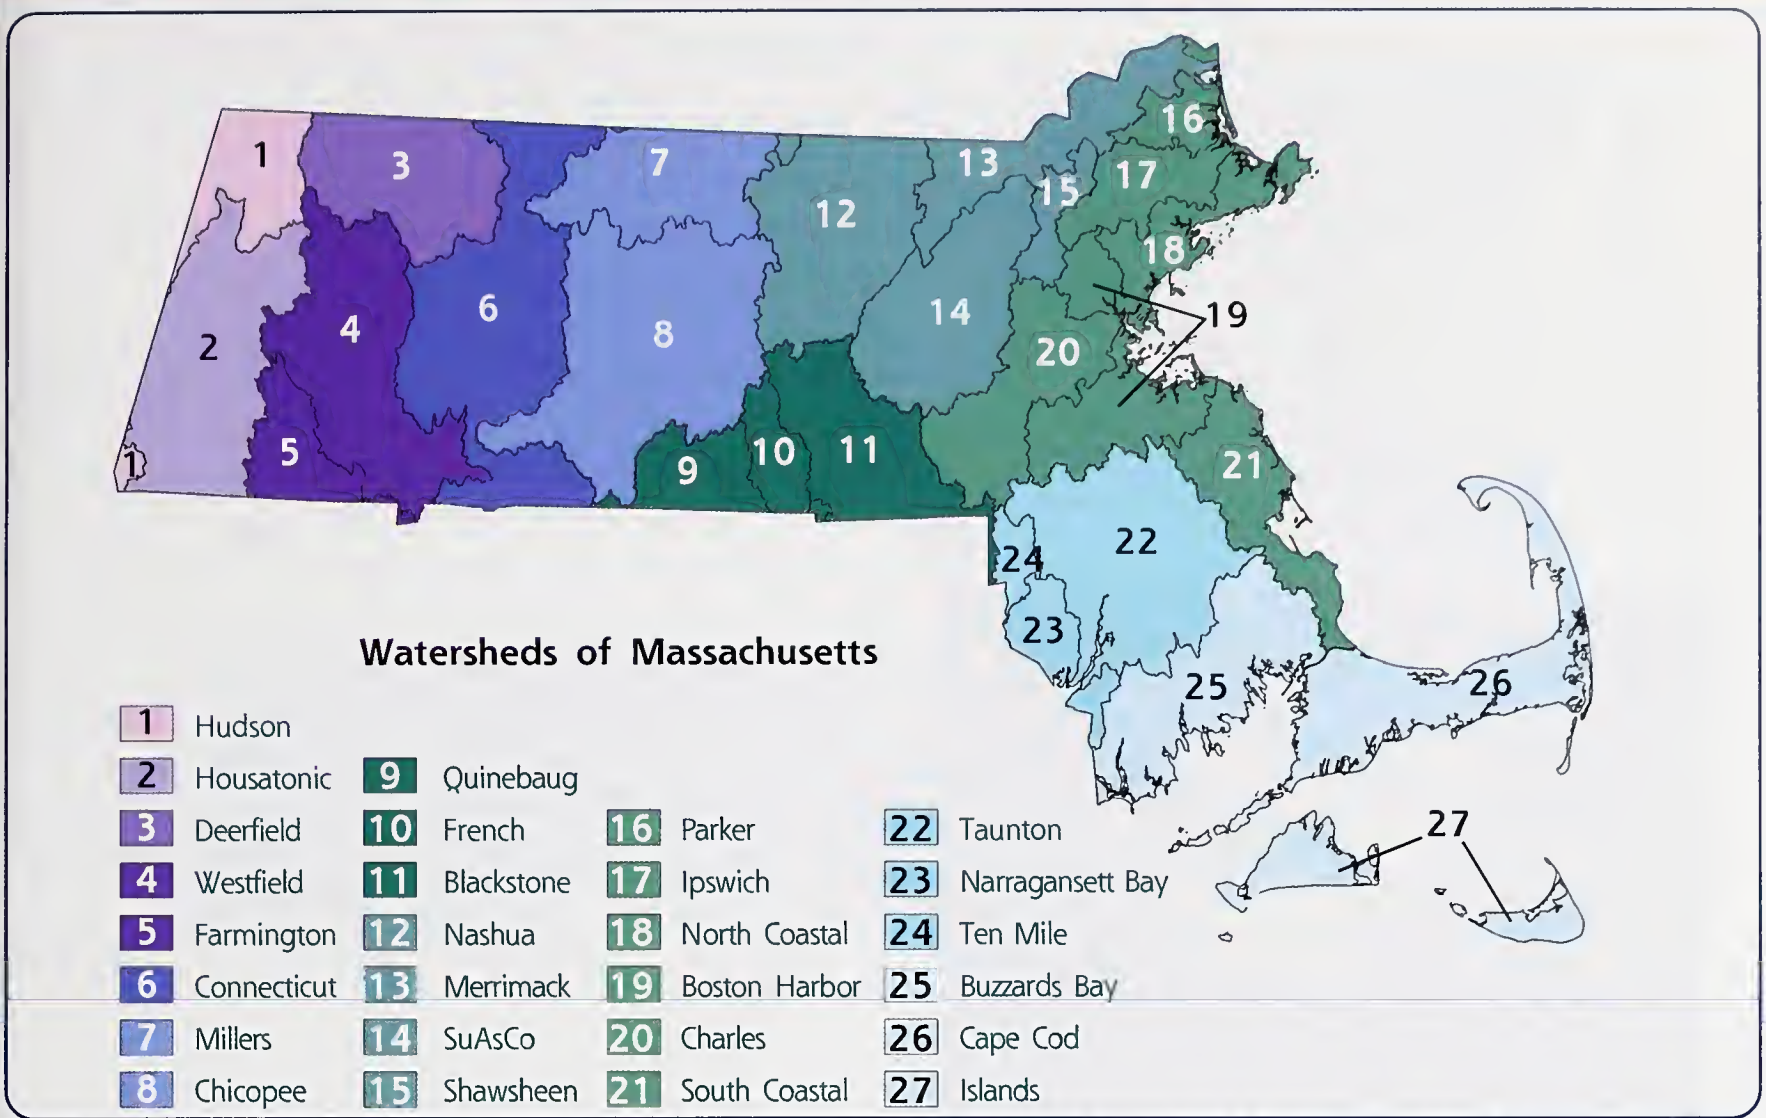 1
3
7
13
16
15
17
12
18
2
4
6
8
14
19
20
1
5
9
10
11
21
24
22
23
25
26
27
Watersheds of Massachusetts
1 Hudson
2 Housatonic
3 Deerfield
4 Westfield
5 Farmington
6 Connecticut
7 Millers
8 Chicopee
9 Quinebaug
10 French
11 Blackstone
12 Nashua
13 Merrimack
14 SuAsCo
15 Shawsheen
16 Parker
17 Ipswich
18 North Coastal
19 Boston Harbor
20 Charles
21 South Coastal
22 Taunton
23 Narragansett Bay
24 Ten Mile
25 Buzzards Bay
26 Cape Cod
27 Islands